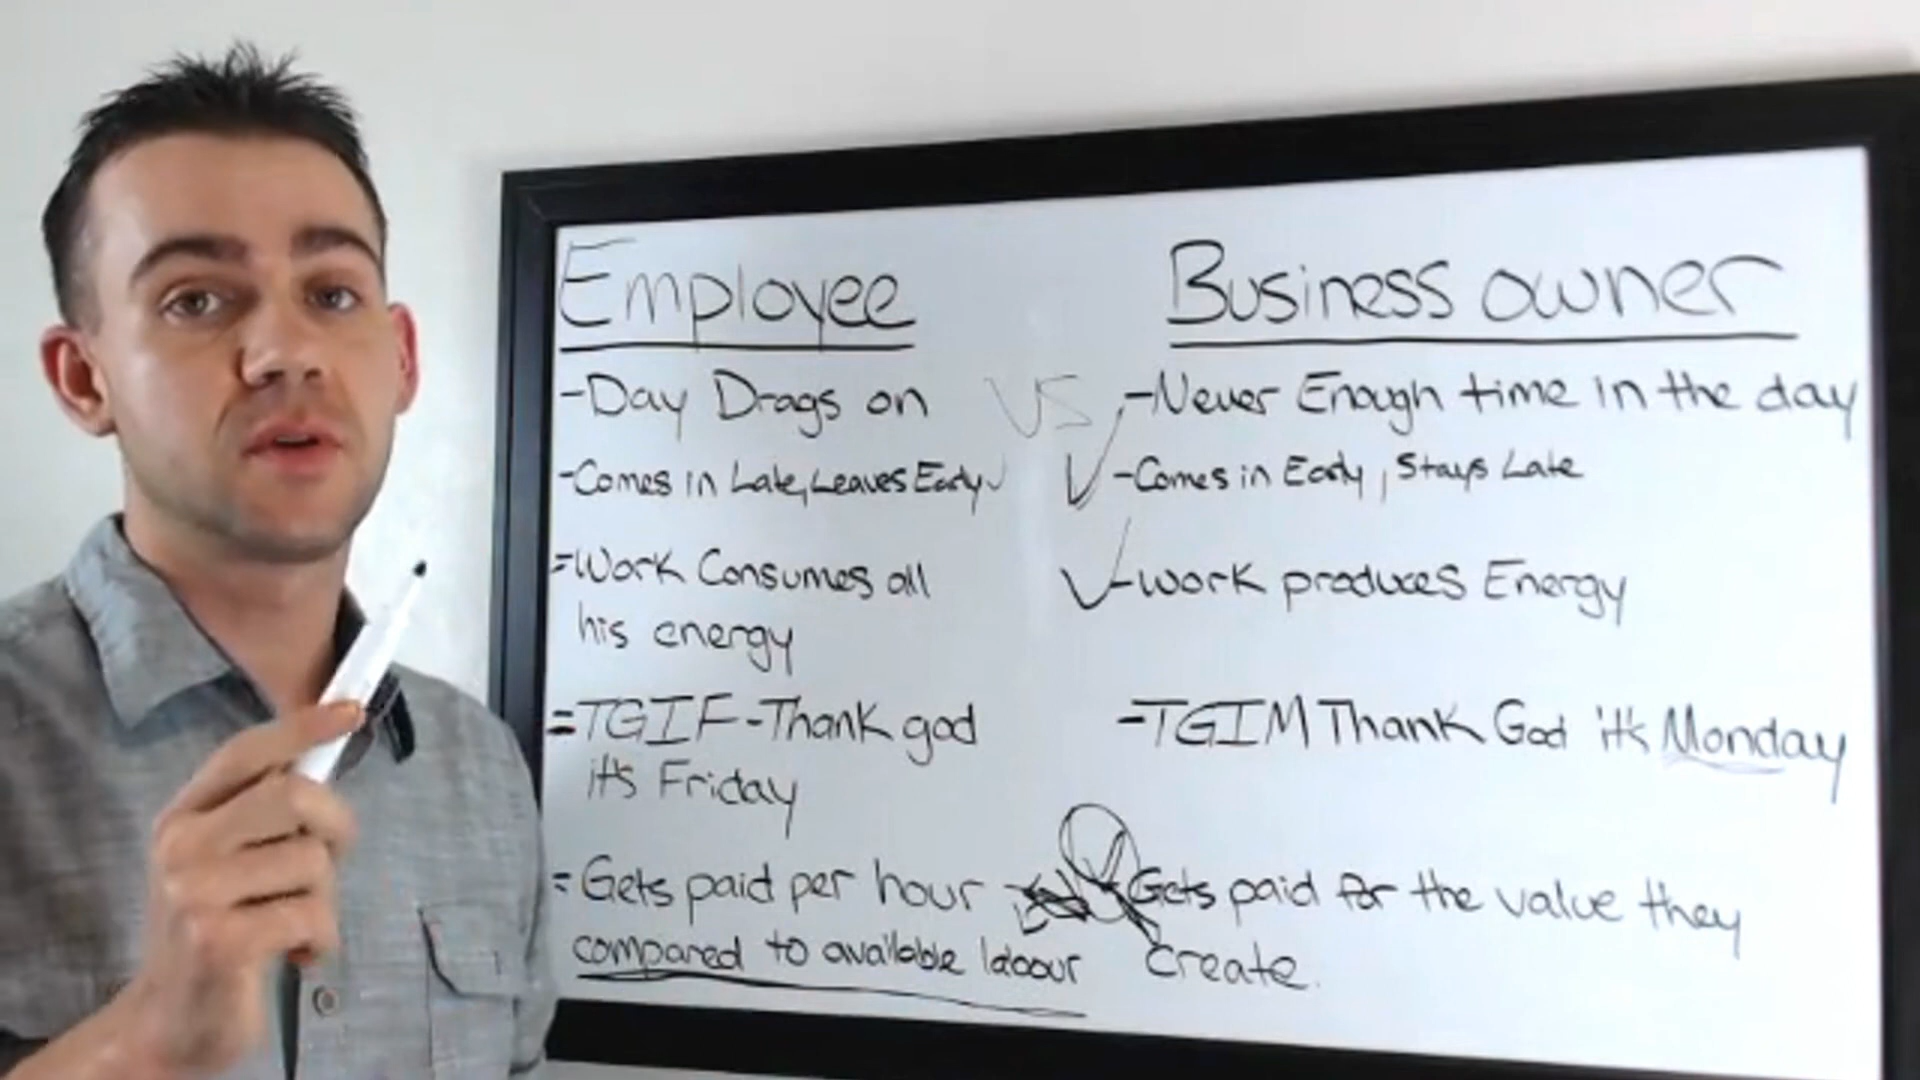 Employee
VS
Business owner
-Day Drags on
-Comes in Late, Leaves Early
=Work Consumes all
his energy
=TGIF-Thank god
it's Friday
=Gets paid per hour
compared to available labour
-Never Enough time in the day
-Comes in Early, Stays Late
-work produces Energy
-TGIM Thank God it's Monday
Gets paid for the value they
create.